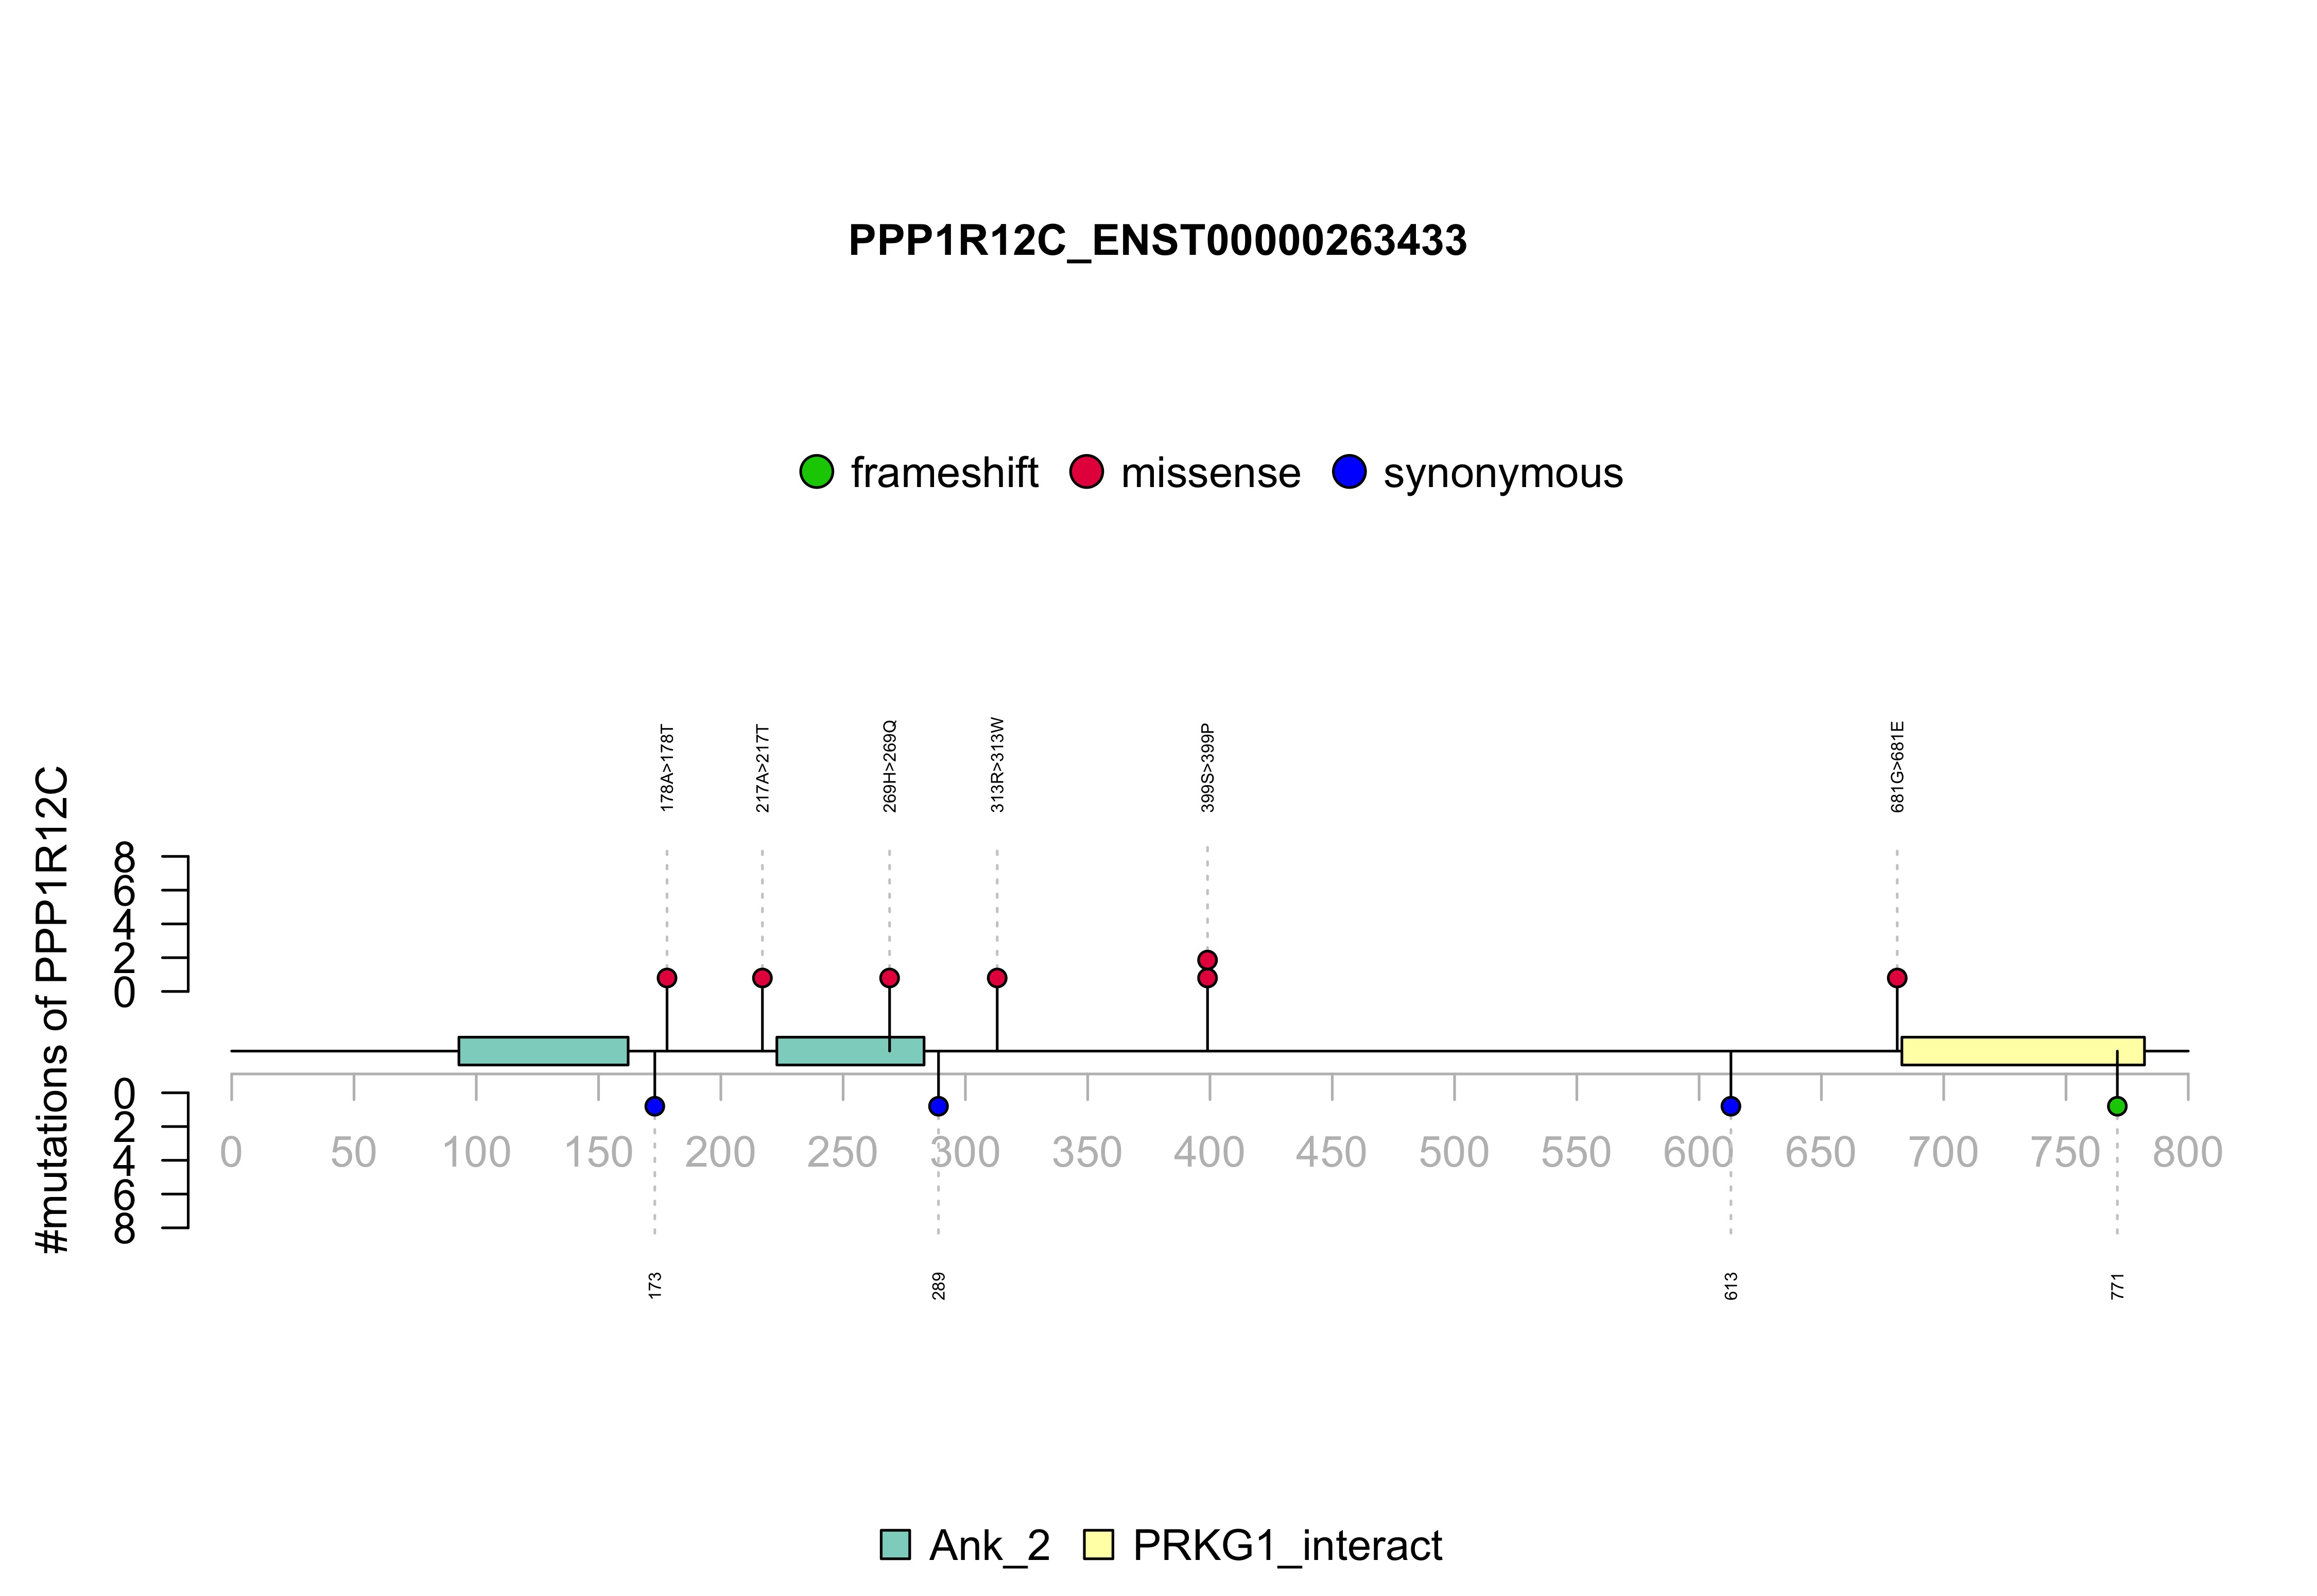 PPP1R12C_ENST00000263433
frameshift missense synonymous
178A>178T
217A>217T
269H>269Q
313R>313W
399S>399P
681G>681E
#mutations of PPP1R12C
8
6
4
2
0
0
2
4
6
8
0 50 100 150 200 250 300 350 400 450 500 550 600 650 700 750 800
173
289
613
771
Ank_2 PRKG1_interact